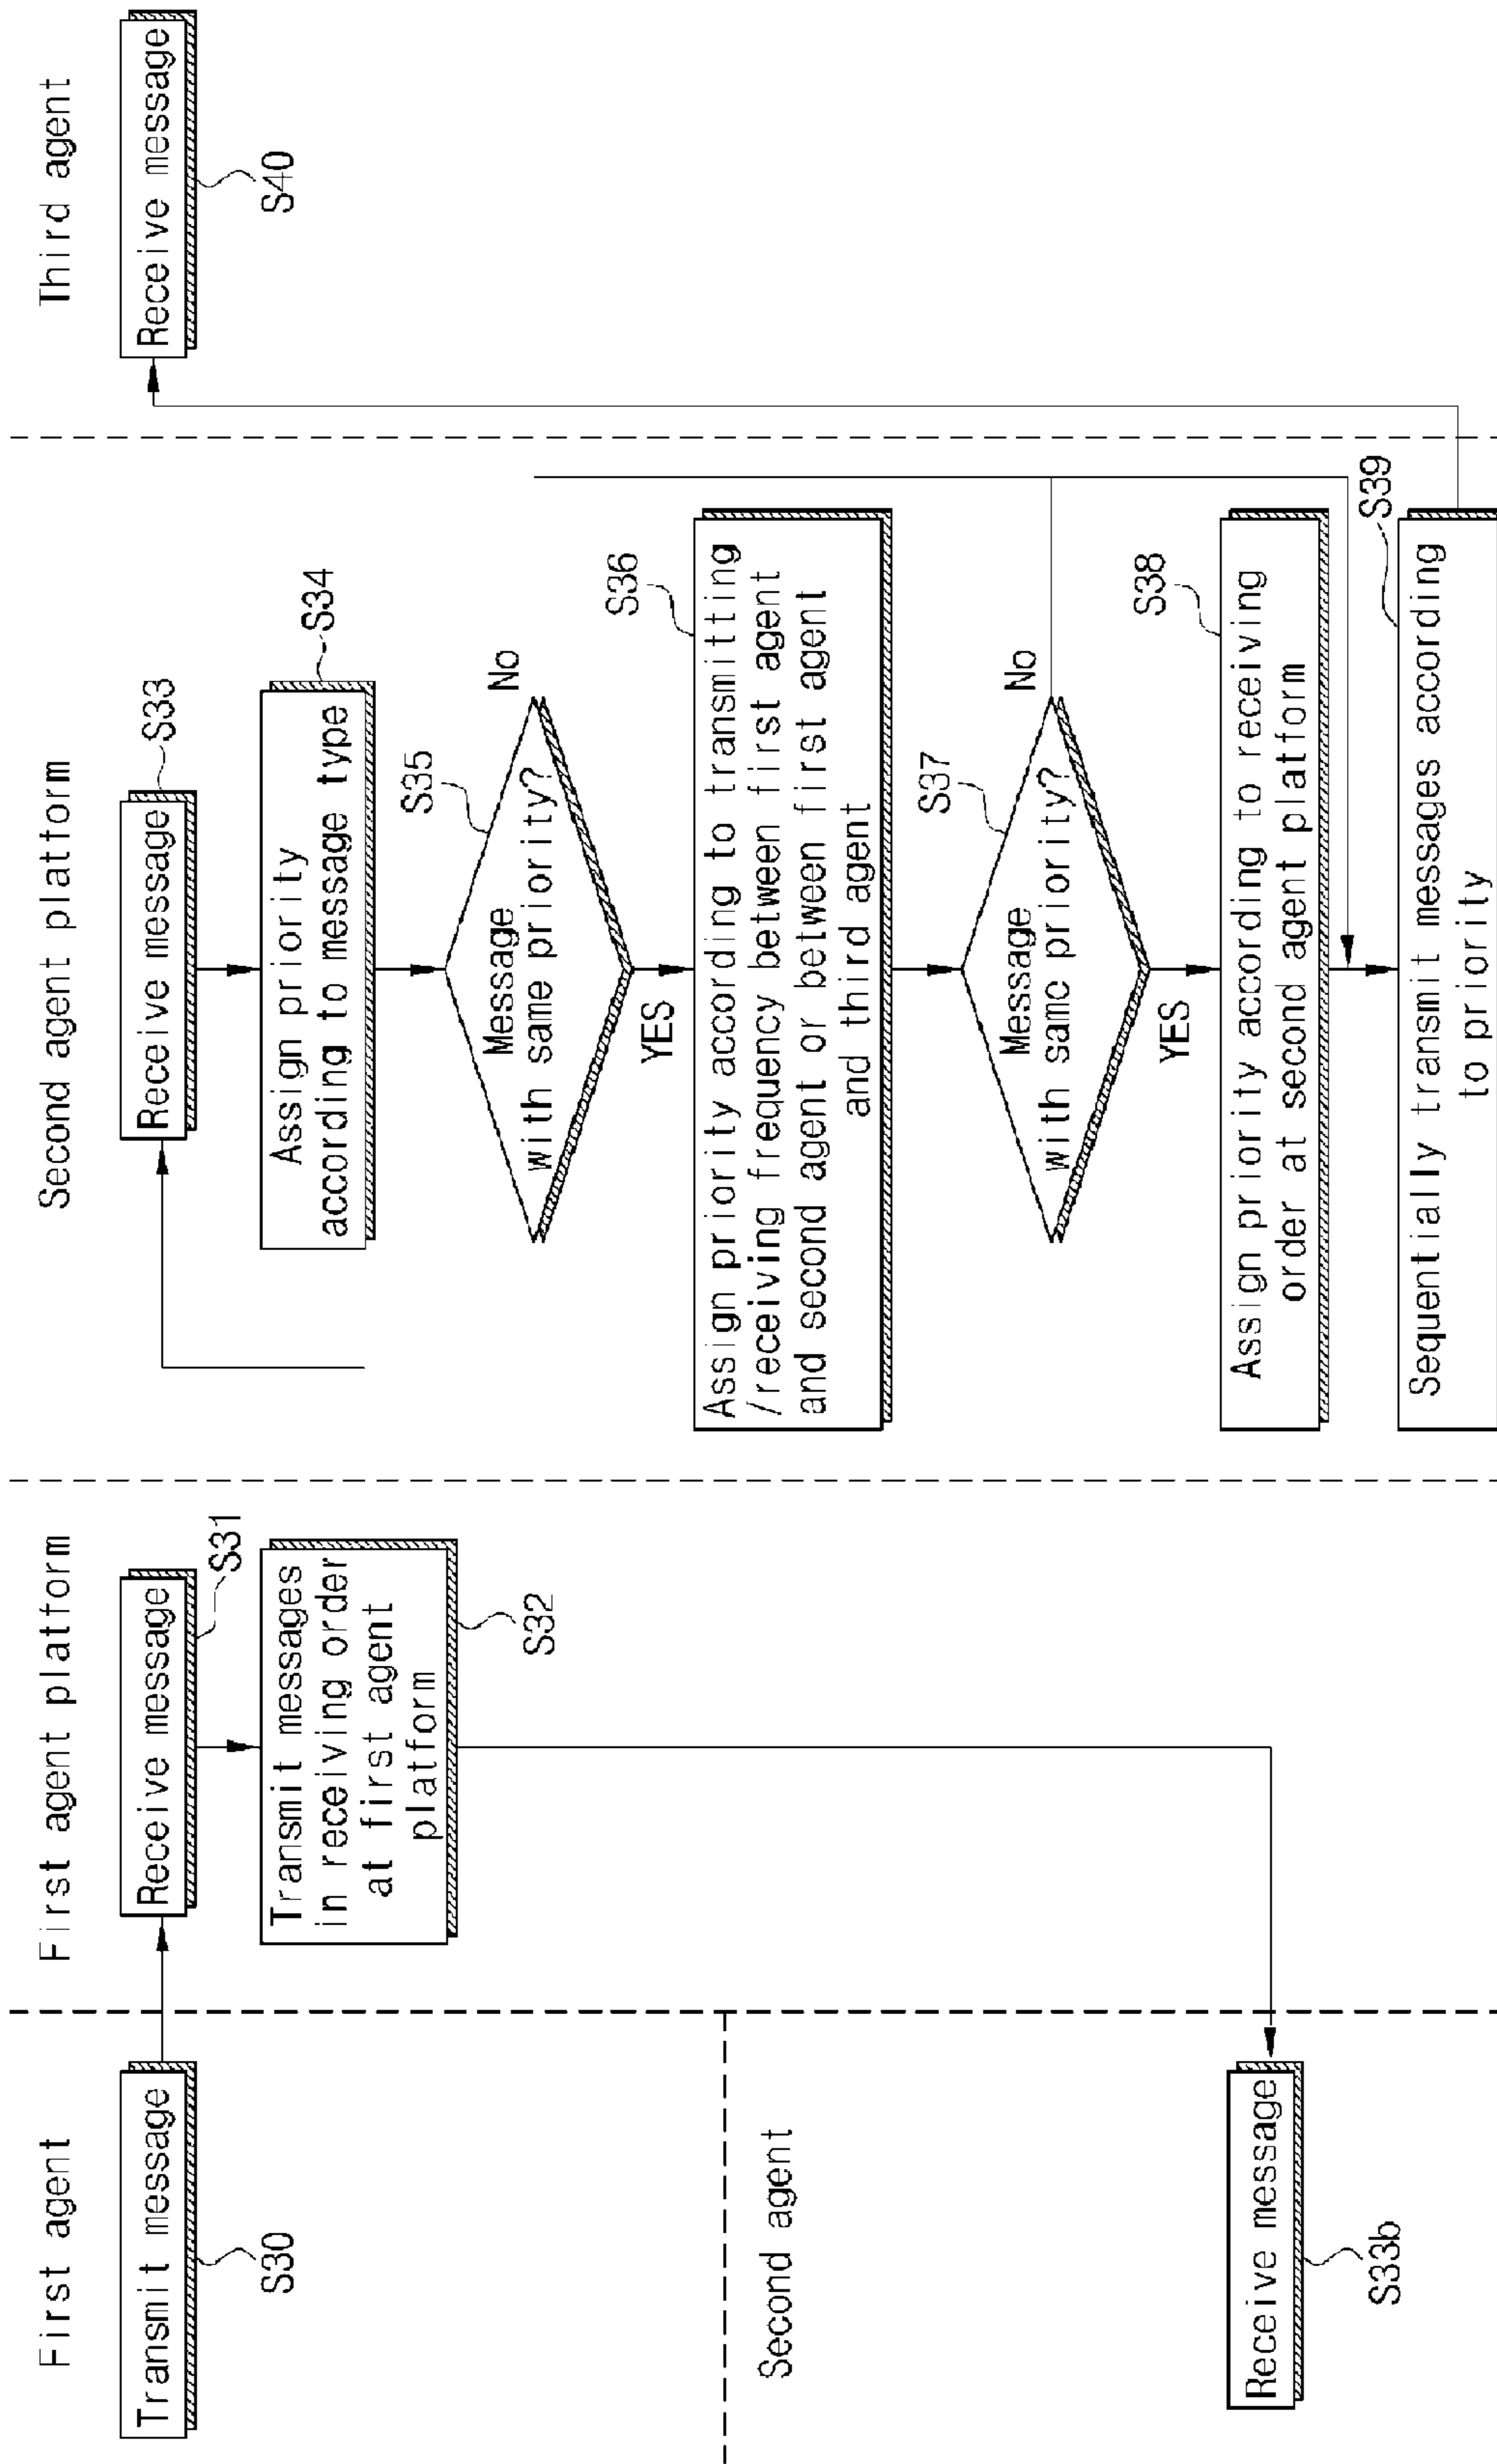 First agent
Transmit message
S30
Second agent
Receive message
S33b
First agent platform
Receive message
S31
Transmit messages
in receiving order
at first agent
platform
S32
Second agent platform
Receive message
S33
Assign priority
according to message type
S34
Message
with same priority?
S35
No
YES
Assign priority according to transmitting
/receiving frequency between first agent
and second agent or between first agent
and third agent
S36
Message
with same priority?
S37
No
YES
Assign priority according to receiving
order at second agent platform
S38
Sequentially transmit messages according
to priority
S39
Third agent
Receive message
S40